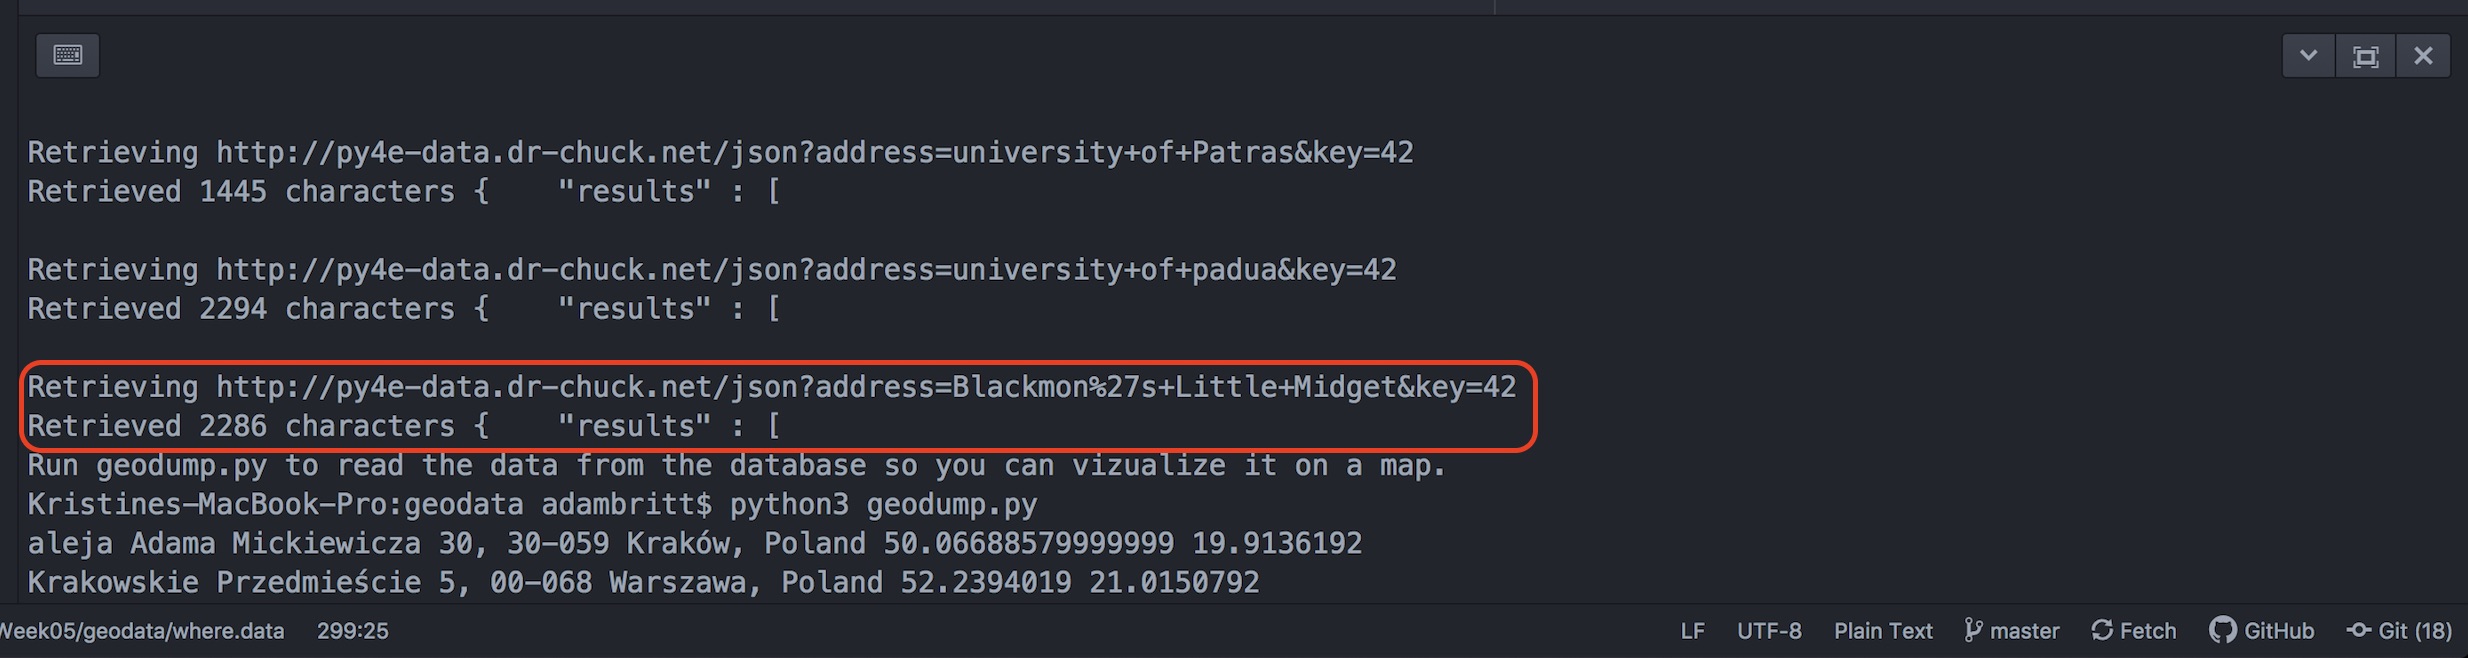 Retrieving http://py4e-data.dr-chuck.net/json?address=university+of+Patras&key=42
Retrieved 1445 characters {    "results" : [
Retrieving http://py4e-data.dr-chuck.net/json?address=university+of+padua&key=42
Retrieved 2294 characters {    "results" : [
Retrieving http://py4e-data.dr-chuck.net/json?address=Blackmon%27s+Little+Midget&key=42
Retrieved 2286 characters {    "results" : [
Run geodump.py to read the data from the database so you can vizualize it on a map.
Kristines-MacBook-Pro:geodata adambritt$ python3 geodump.py
aleja Adama Mickiewicza 30, 30-059 Kraków, Poland 50.06688579999999 19.9136192
Krakowskie Przedmieście 5, 00-068 Warszawa, Poland 52.2394019 21.0150792
Week05/geodata/where.data 299:25 LF UTF-8 Plain Text master Fetch GitHub Git (18)